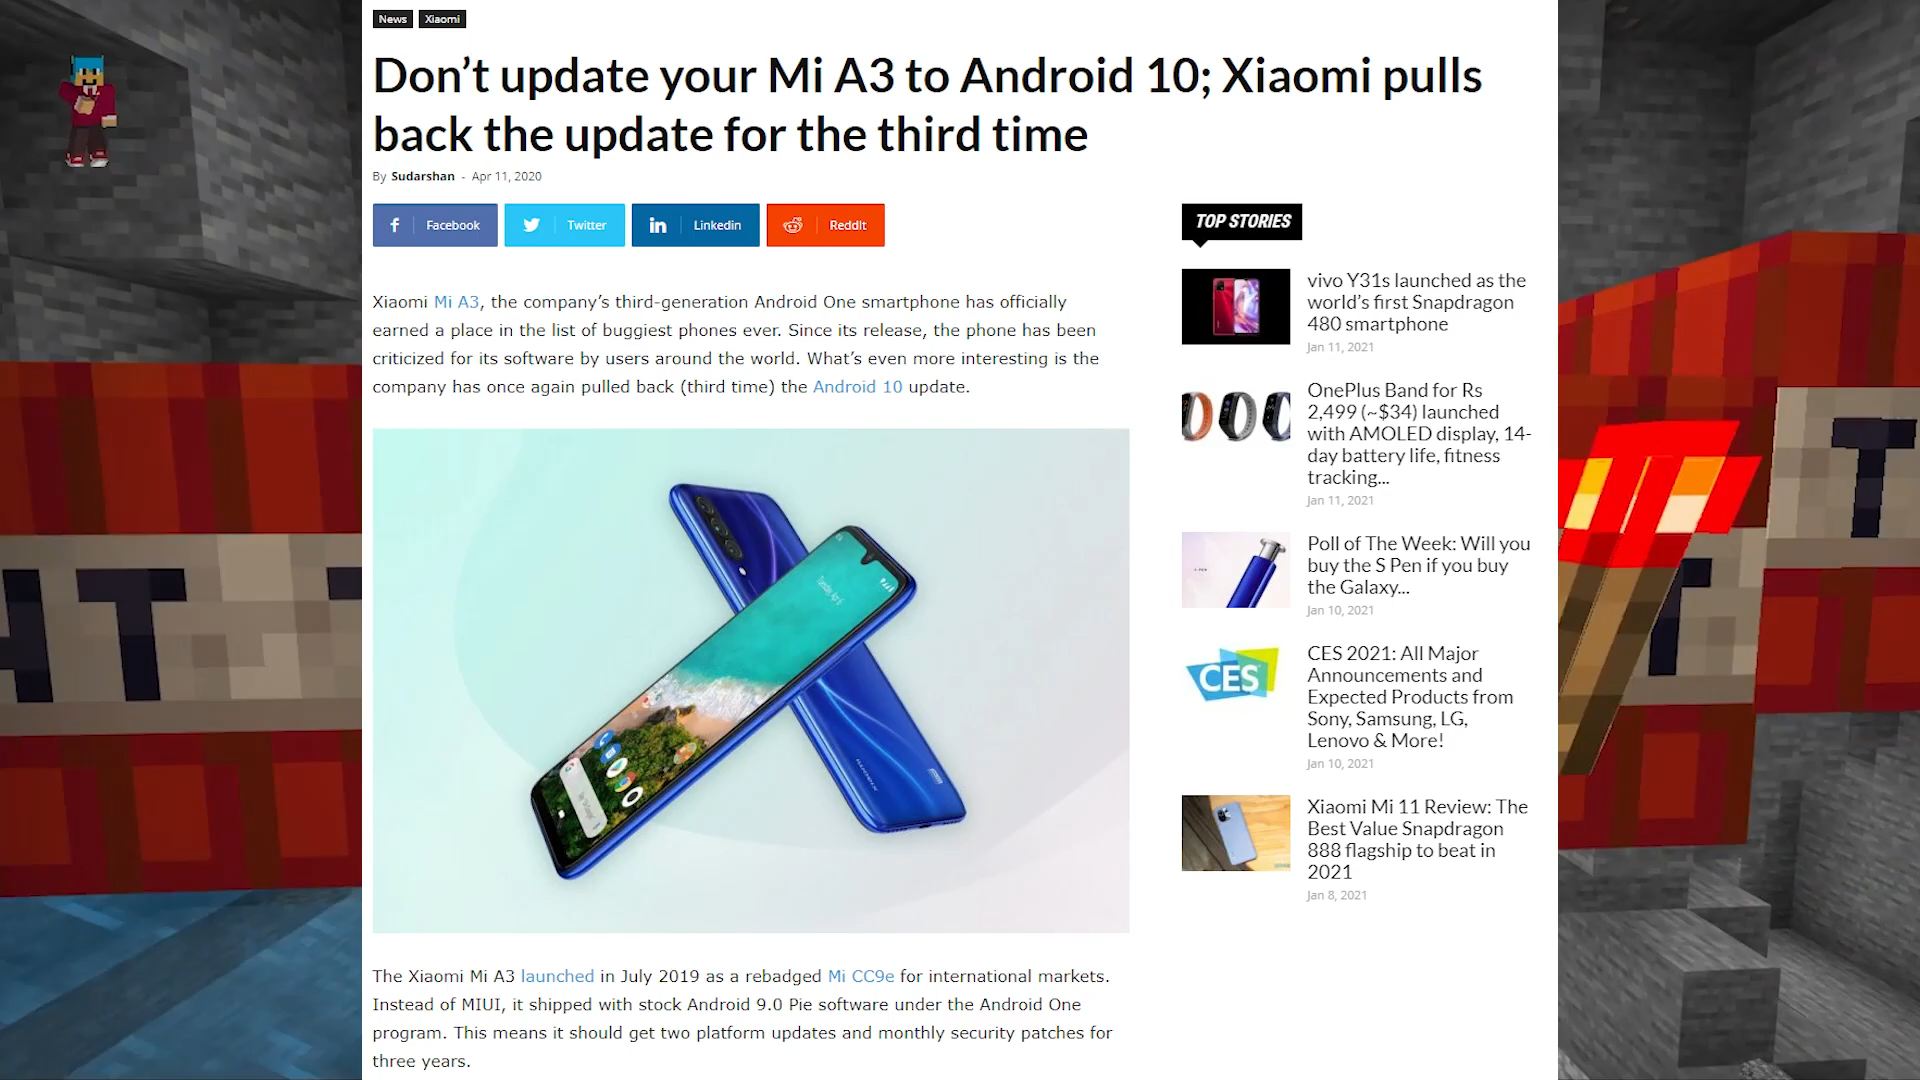 News Xiaomi
Don’t update your Mi A3 to Android 10; Xiaomi pulls
back the update for the third time
By Sudarshan - Apr 11, 2020
Facebook Twitter Linkedin ReddIt
Xiaomi Mi A3, the company’s third-generation Android One smartphone has officially
earned a place in the list of buggiest phones ever. Since its release, the phone has been
criticized for its software by users around the world. What’s even more interesting is the
company has once again pulled back (third time) the Android 10 update.
The Xiaomi Mi A3 launched in July 2019 as a rebadged Mi CC9e for international markets.
Instead of MIUI, it shipped with stock Android 9.0 Pie software under the Android One
program. This means it should get two platform updates and monthly security patches for
three years.
TOP STORIES
vivo Y31s launched as the
world’s first Snapdragon
480 smartphone
Jan 11, 2021
OnePlus Band for Rs
2,499 (~$34) launched
with AMOLED display, 14-
day battery life, fitness
tracking...
Jan 11, 2021
Poll of The Week: Will you
buy the S Pen if you buy
the Galaxy...
Jan 10, 2021
CES
CES 2021: All Major
Announcements and
Expected Products from
Sony, Samsung, LG,
Lenovo & More!
Jan 10, 2021
Xiaomi Mi 11 Review: The
Best Value Snapdragon
888 flagship to beat in
2021
Jan 8, 2021